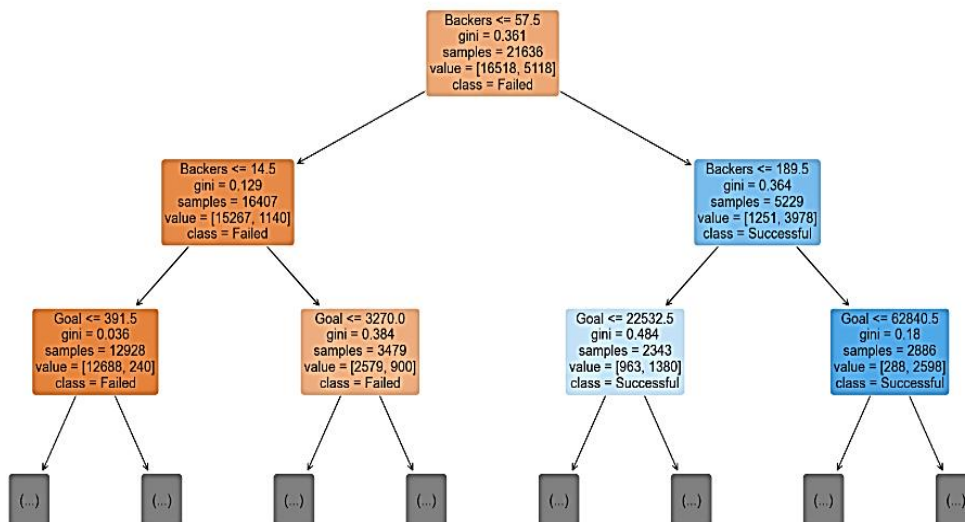 Backers <= 57.5
gini = 0.361
samples = 21636
value = [16518, 5118]
class = Failed
Backers <= 14.5
gini = 0.129
samples = 16407
value = [15267, 1140]
class = Failed
Backers <= 189.5
gini = 0.364
samples = 5229
value = [1251, 3978]
class = Successful
Goal <= 391.5
gini = 0.036
samples = 12928
value = [12688, 240]
class = Failed
Goal <= 3270.0
gini = 0.384
samples = 3479
value = [2579, 900]
class = Failed
Goal <= 22532.5
gini = 0.484
samples = 2343
value = [963, 1380]
class = Successful
Goal <= 62840.5
gini = 0.18
samples = 2886
value = [288, 2598]
class = Successful
(...)
(...)
(...)
(...)
(...)
(...)
(...)
(...)